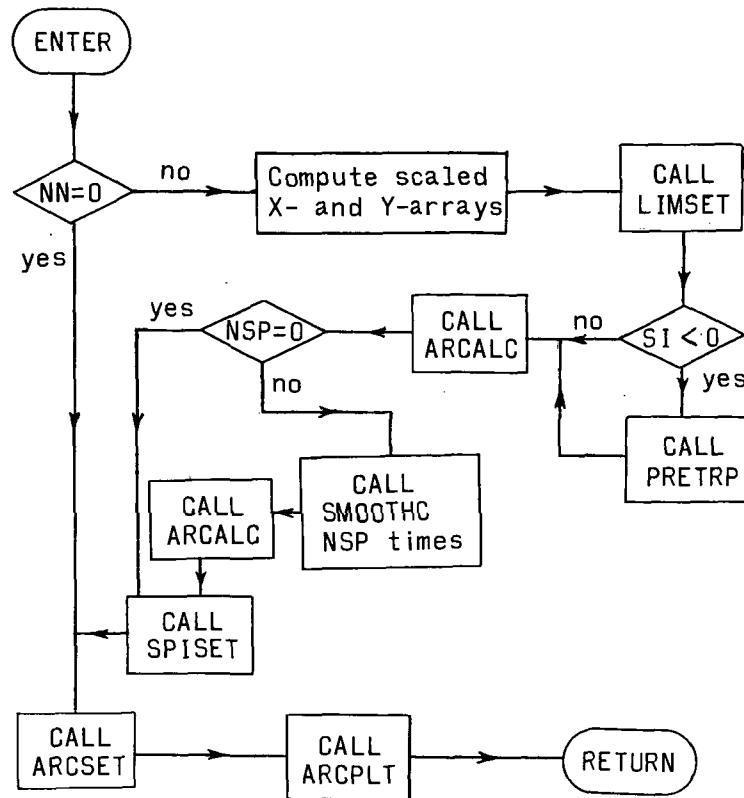 ENTER
NN=0
no
yes
Compute scaled
X- and Y-arrays
CALL
LIMSET
SI < 0
no
yes
CALL
PRETRP
CALL
ARCALC
NSP=0
yes
no
CALL
SMOOTHC
NSP times
CALL
ARCALC
CALL
SPISET
CALL
ARCSET
CALL
ARCPLT
RETURN